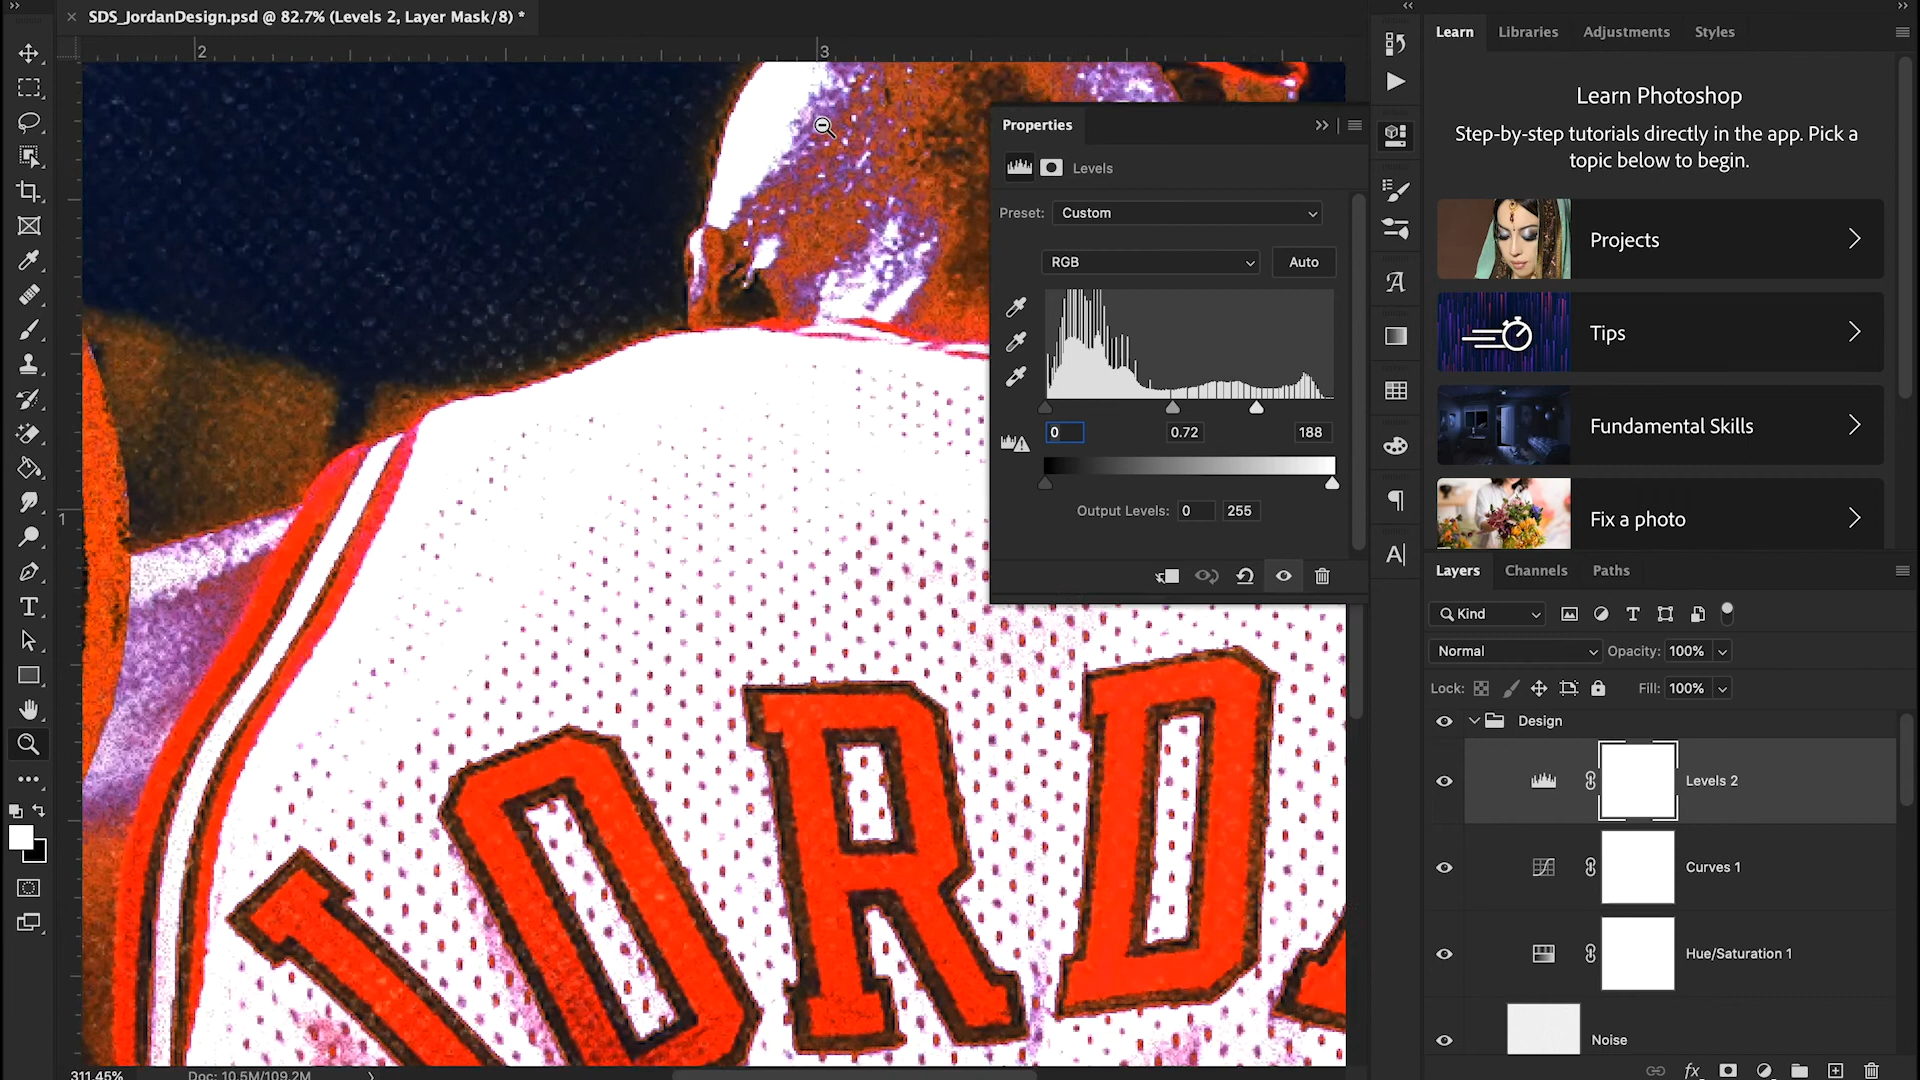 SDS_JordanDesign.psd @ 82.7% (Levels 2, Layer Mask/8) *
2
3
1
Properties
Levels
Preset:
Custom
RGB
Auto
0
0.72
188
Output Levels:
0
255
Learn
Libraries
Adjustments
Styles
Learn Photoshop
Step-by-step tutorials directly in the app. Pick a
topic below to begin.
Projects
Tips
Fundamental Skills
Fix a photo
Layers
Channels
Paths
Kind
Normal
Opacity:
100%
Lock:
Fill:
100%
Design
Levels 2
Curves 1
Hue/Saturation 1
Noise
JORD
311.45%
Doc: 10.5M/109.2M